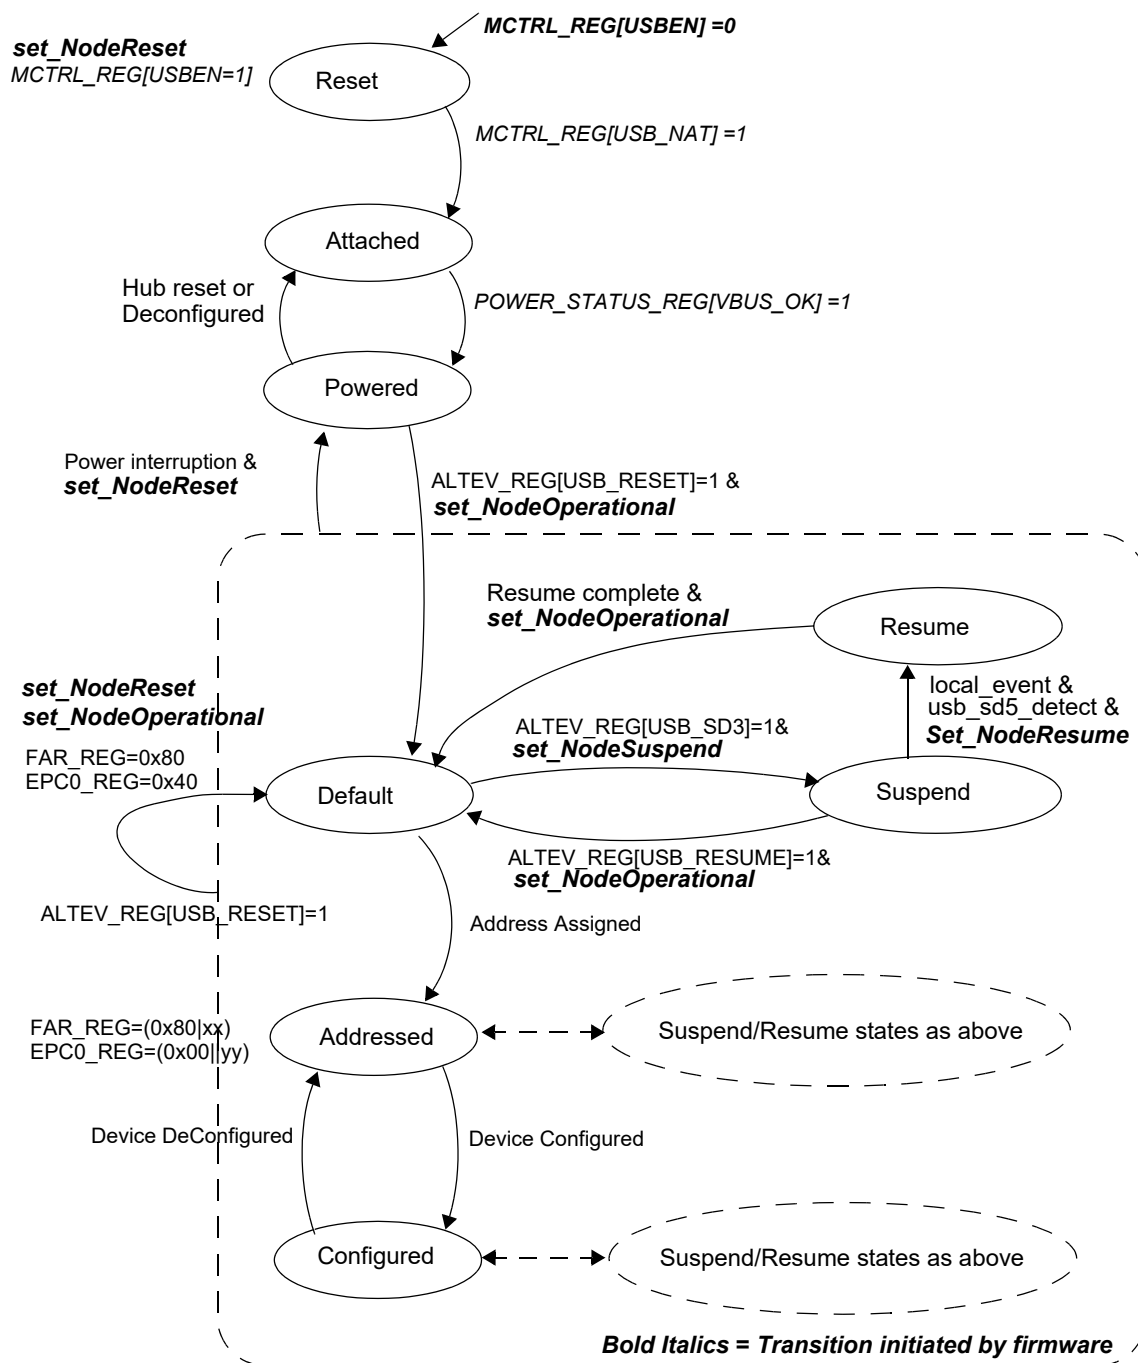 MCTRL_REG[USBEN] =0
set_NodeReset
MCTRL_REG[USBEN=1]
Reset
MCTRL_REG[USB_NAT] =1
Attached
Hub reset or
Deconfigured
POWER_STATUS_REG[VBUS_OK] =1
Powered
Power interruption &
set_NodeReset
ALTEV_REG[USB_RESET]=1 &
set_NodeOperational
Resume complete &
set_NodeOperational
Resume
set_NodeReset
set_NodeOperational
FAR_REG=0x80
EPC0_REG=0x40
local_event &
usb_sd5_detect &
Set_NodeResume
ALTEV_REG[USB_SD3]=1&
set_NodeSuspend
Default
Suspend
ALTEV_REG[USB_RESUME]=1&
set_NodeOperational
ALTEV_REG[USB_RESET]=1
Address Assigned
FAR_REG=(0x80|xx)
EPC0_REG=(0x00||yy)
Addressed
Suspend/Resume states as above
Device DeConfigured
Device Configured
Configured
Suspend/Resume states as above
Bold Italics = Transition initiated by firmware